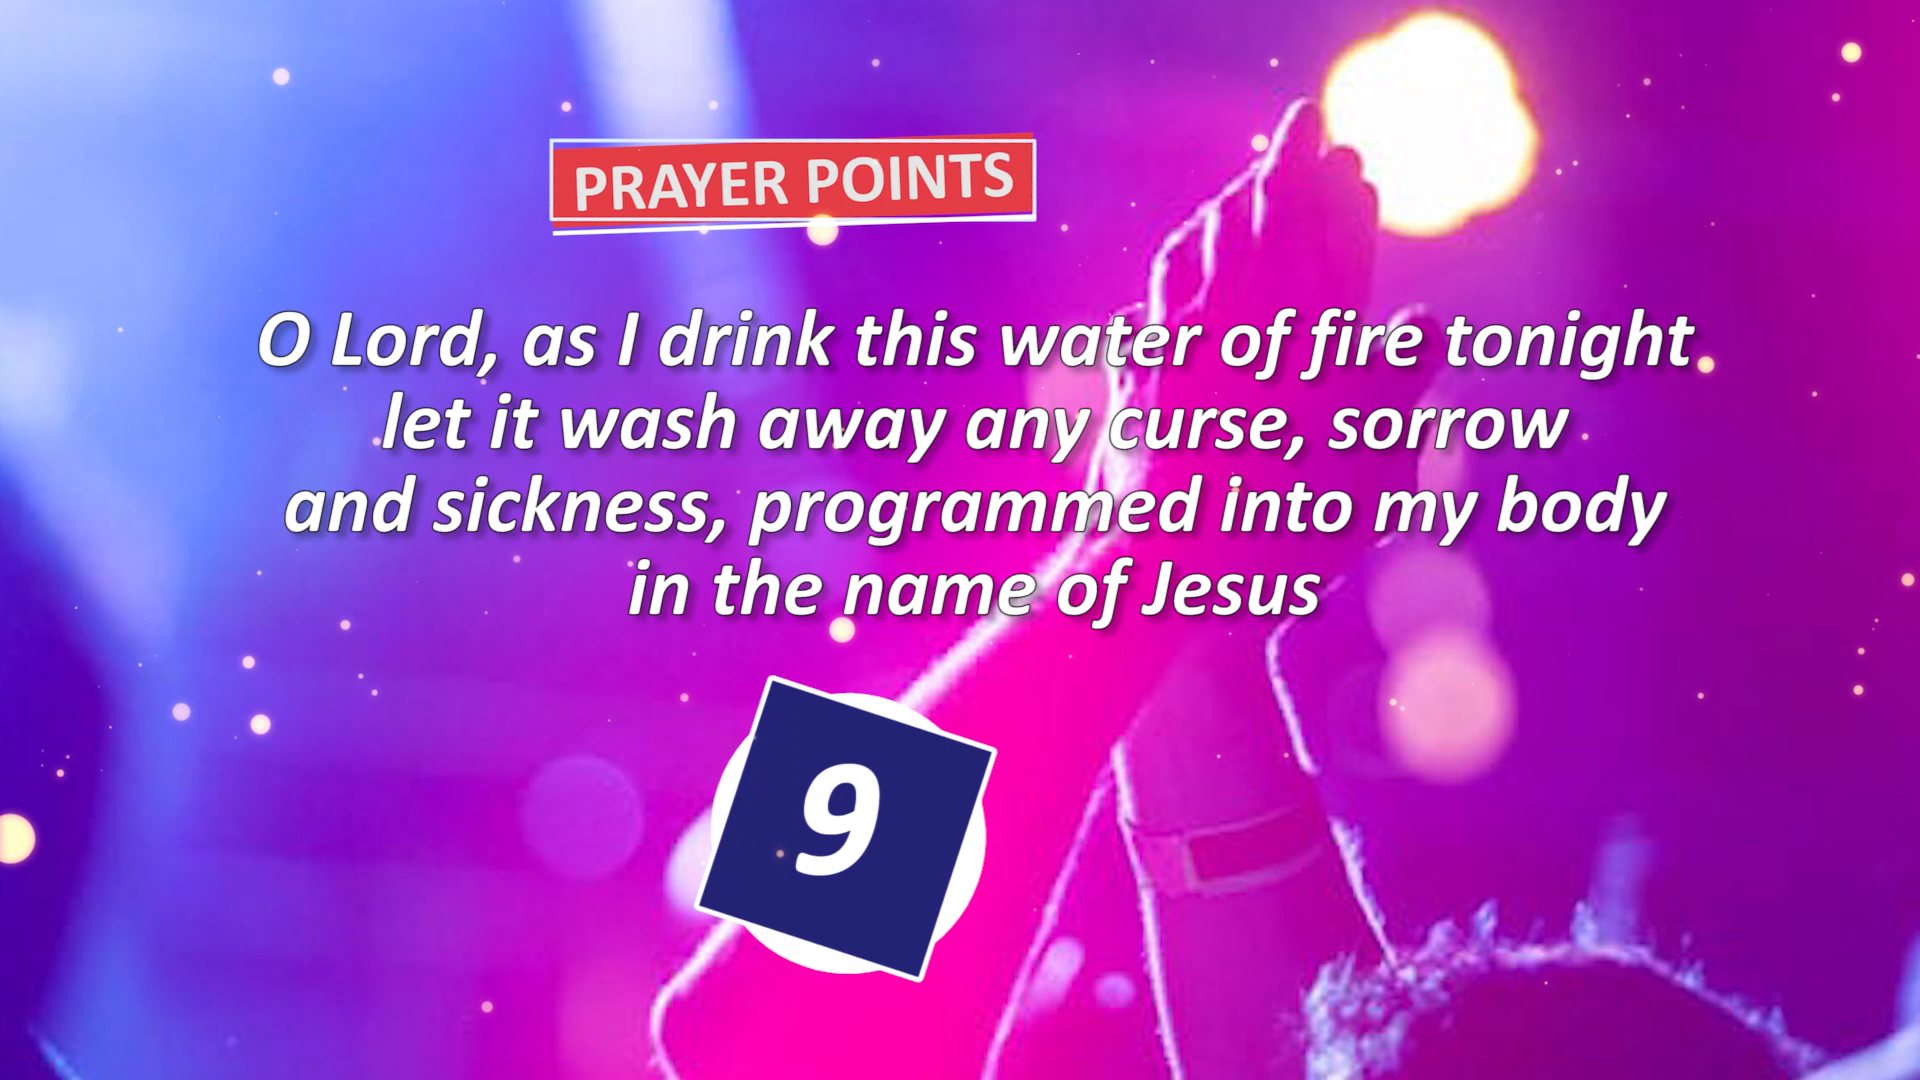 PRAYER POINTS
O Lord, as I drink this water of fire tonight
let it wash away any curse, sorrow
and sickness, programmed into my body
in the name of Jesus
9